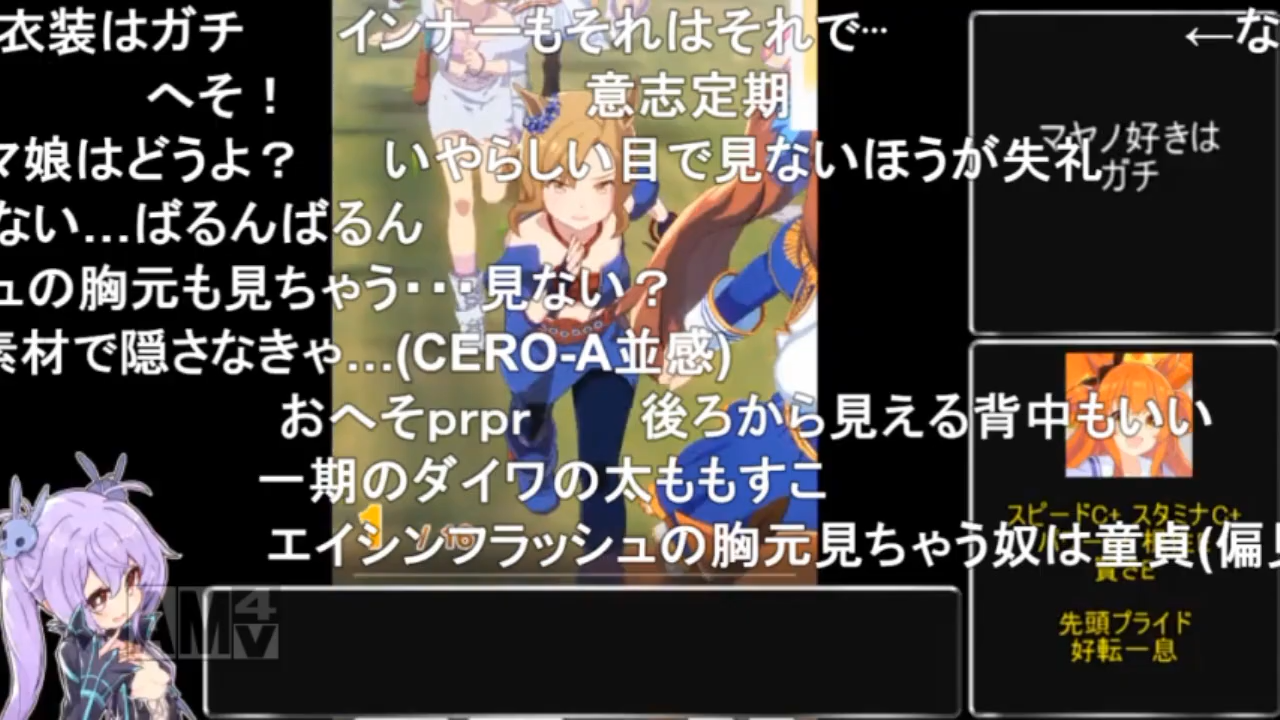 衣装はガチ
インナーもそれはそれで…
←な
へそ！
意志定期
マヤノ好きは
ガチ
マ娘はどうよ？
いやらしい目で見ないほうが失礼
ない…ばるんばるん
ュの胸元も見ちゃう・・・見ない？
素材で隠さなきゃ…(CERO-A並感)
おへそprpr
後ろから見える背中もいい
一期のダイワの太ももすこ
スピードC+ スタミナC+
エイシンフラッシュの胸元見ちゃう奴は童貞(偏見
賢さE
先頭プライド
好転一息
AM4V